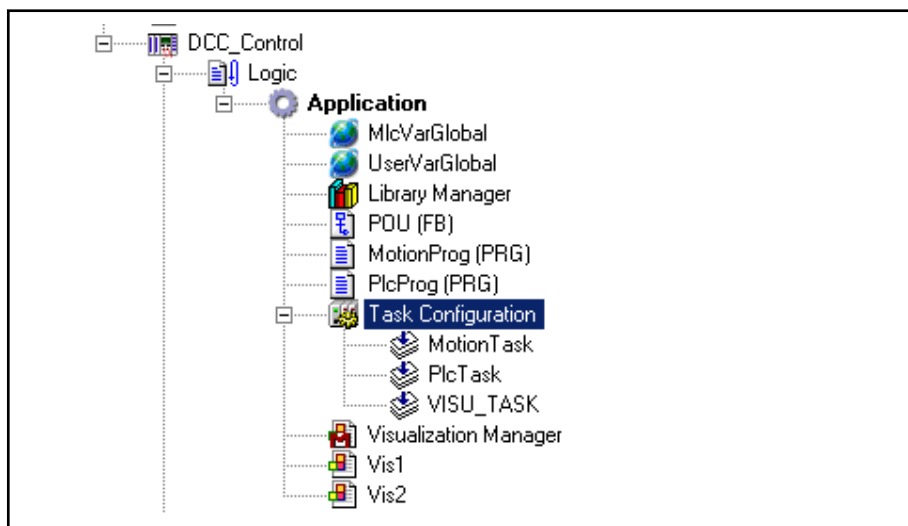 DCC_Control
Logic
Application
MlcVarGlobal
UserVarGlobal
Library Manager
POU (FB)
MotionProg (PRG)
PlcProg (PRG)
Task Configuration
MotionTask
PlcTask
VISU_TASK
Visualization Manager
Vis1
Vis2